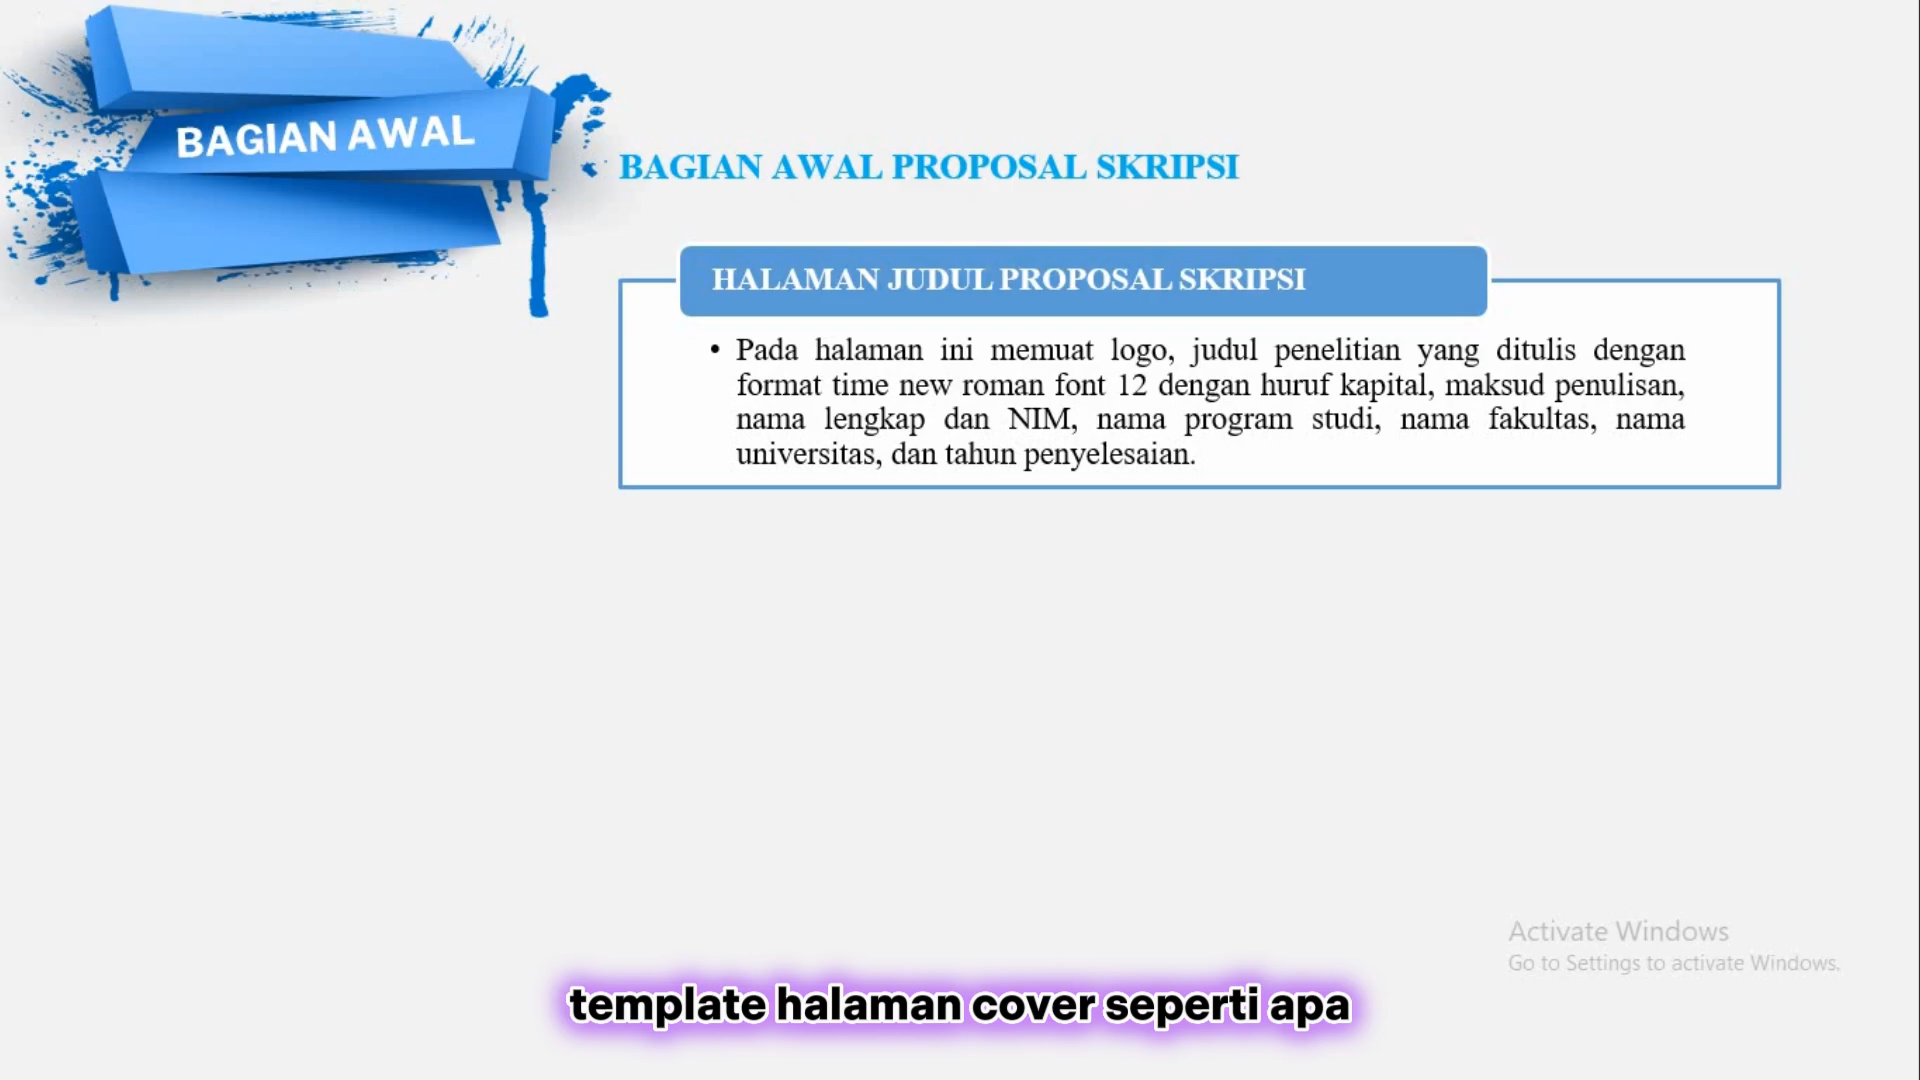 BAGIAN AWAL
BAGIAN AWAL PROPOSAL SKRIPSI
HALAMAN JUDUL PROPOSAL SKRIPSI
• Pada halaman ini memuat logo, judul penelitian yang ditulis dengan
format time new roman font 12 dengan huruf kapital, maksud penulisan,
nama lengkap dan NIM, nama program studi, nama fakultas, nama
universitas, dan tahun penyelesaian.
Activate Windows
Go to Settings to activate Windows.
template halaman cover seperti apa